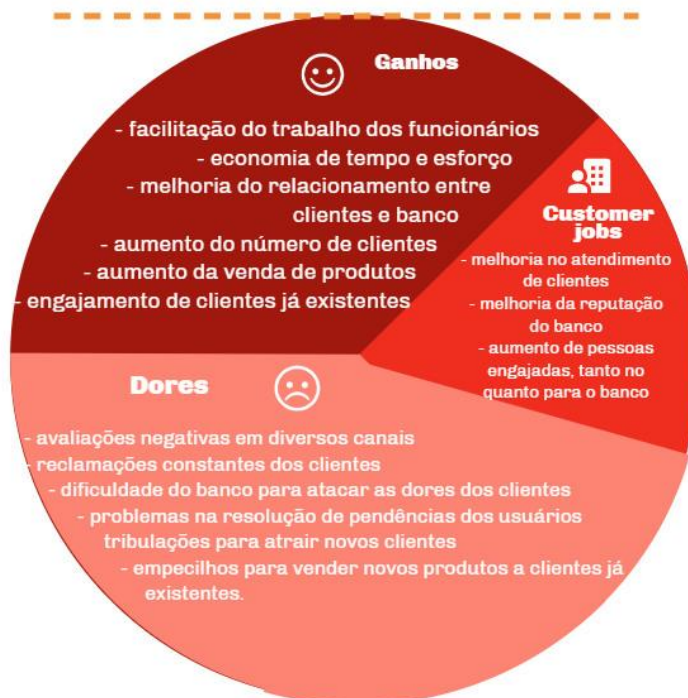 Ganhos
- facilitação do trabalho dos funcionários
- economia de tempo e esforço
- melhoria do relacionamento entre
clientes e banco
- aumento do número de clientes
- aumento da venda de produtos
- engajamento de clientes já existentes
Customer
jobs
- melhoria no atendimento
de clientes
- melhoria da reputação
do banco
- aumento de pessoas
engajadas, tanto no
quanto para o banco
Dores
- avaliações negativas em diversos canais
- reclamações constantes dos clientes
- dificuldade do banco para atacar as dores dos clientes
- problemas na resolução de pendências dos usuários
tribulações para atrair novos clientes
- empecilhos para vender novos produtos a clientes já
existentes.